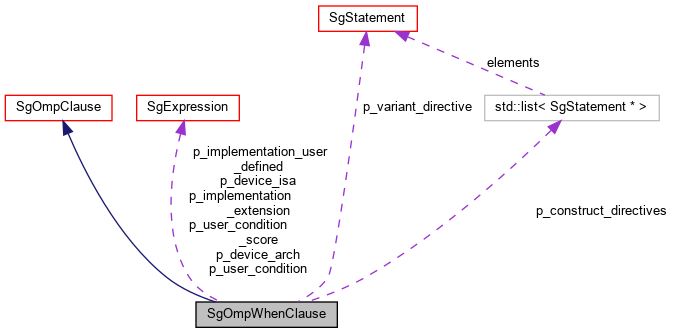 SgStatement
elements
SgOmpClause
SgExpression
p_variant_directive
std::list< SgStatement * >
p_implementation_user
_defined
p_device_isa
p_implementation
_extension
p_user_condition
_score
p_device_arch
p_user_condition
p_construct_directives
SgOmpWhenClause